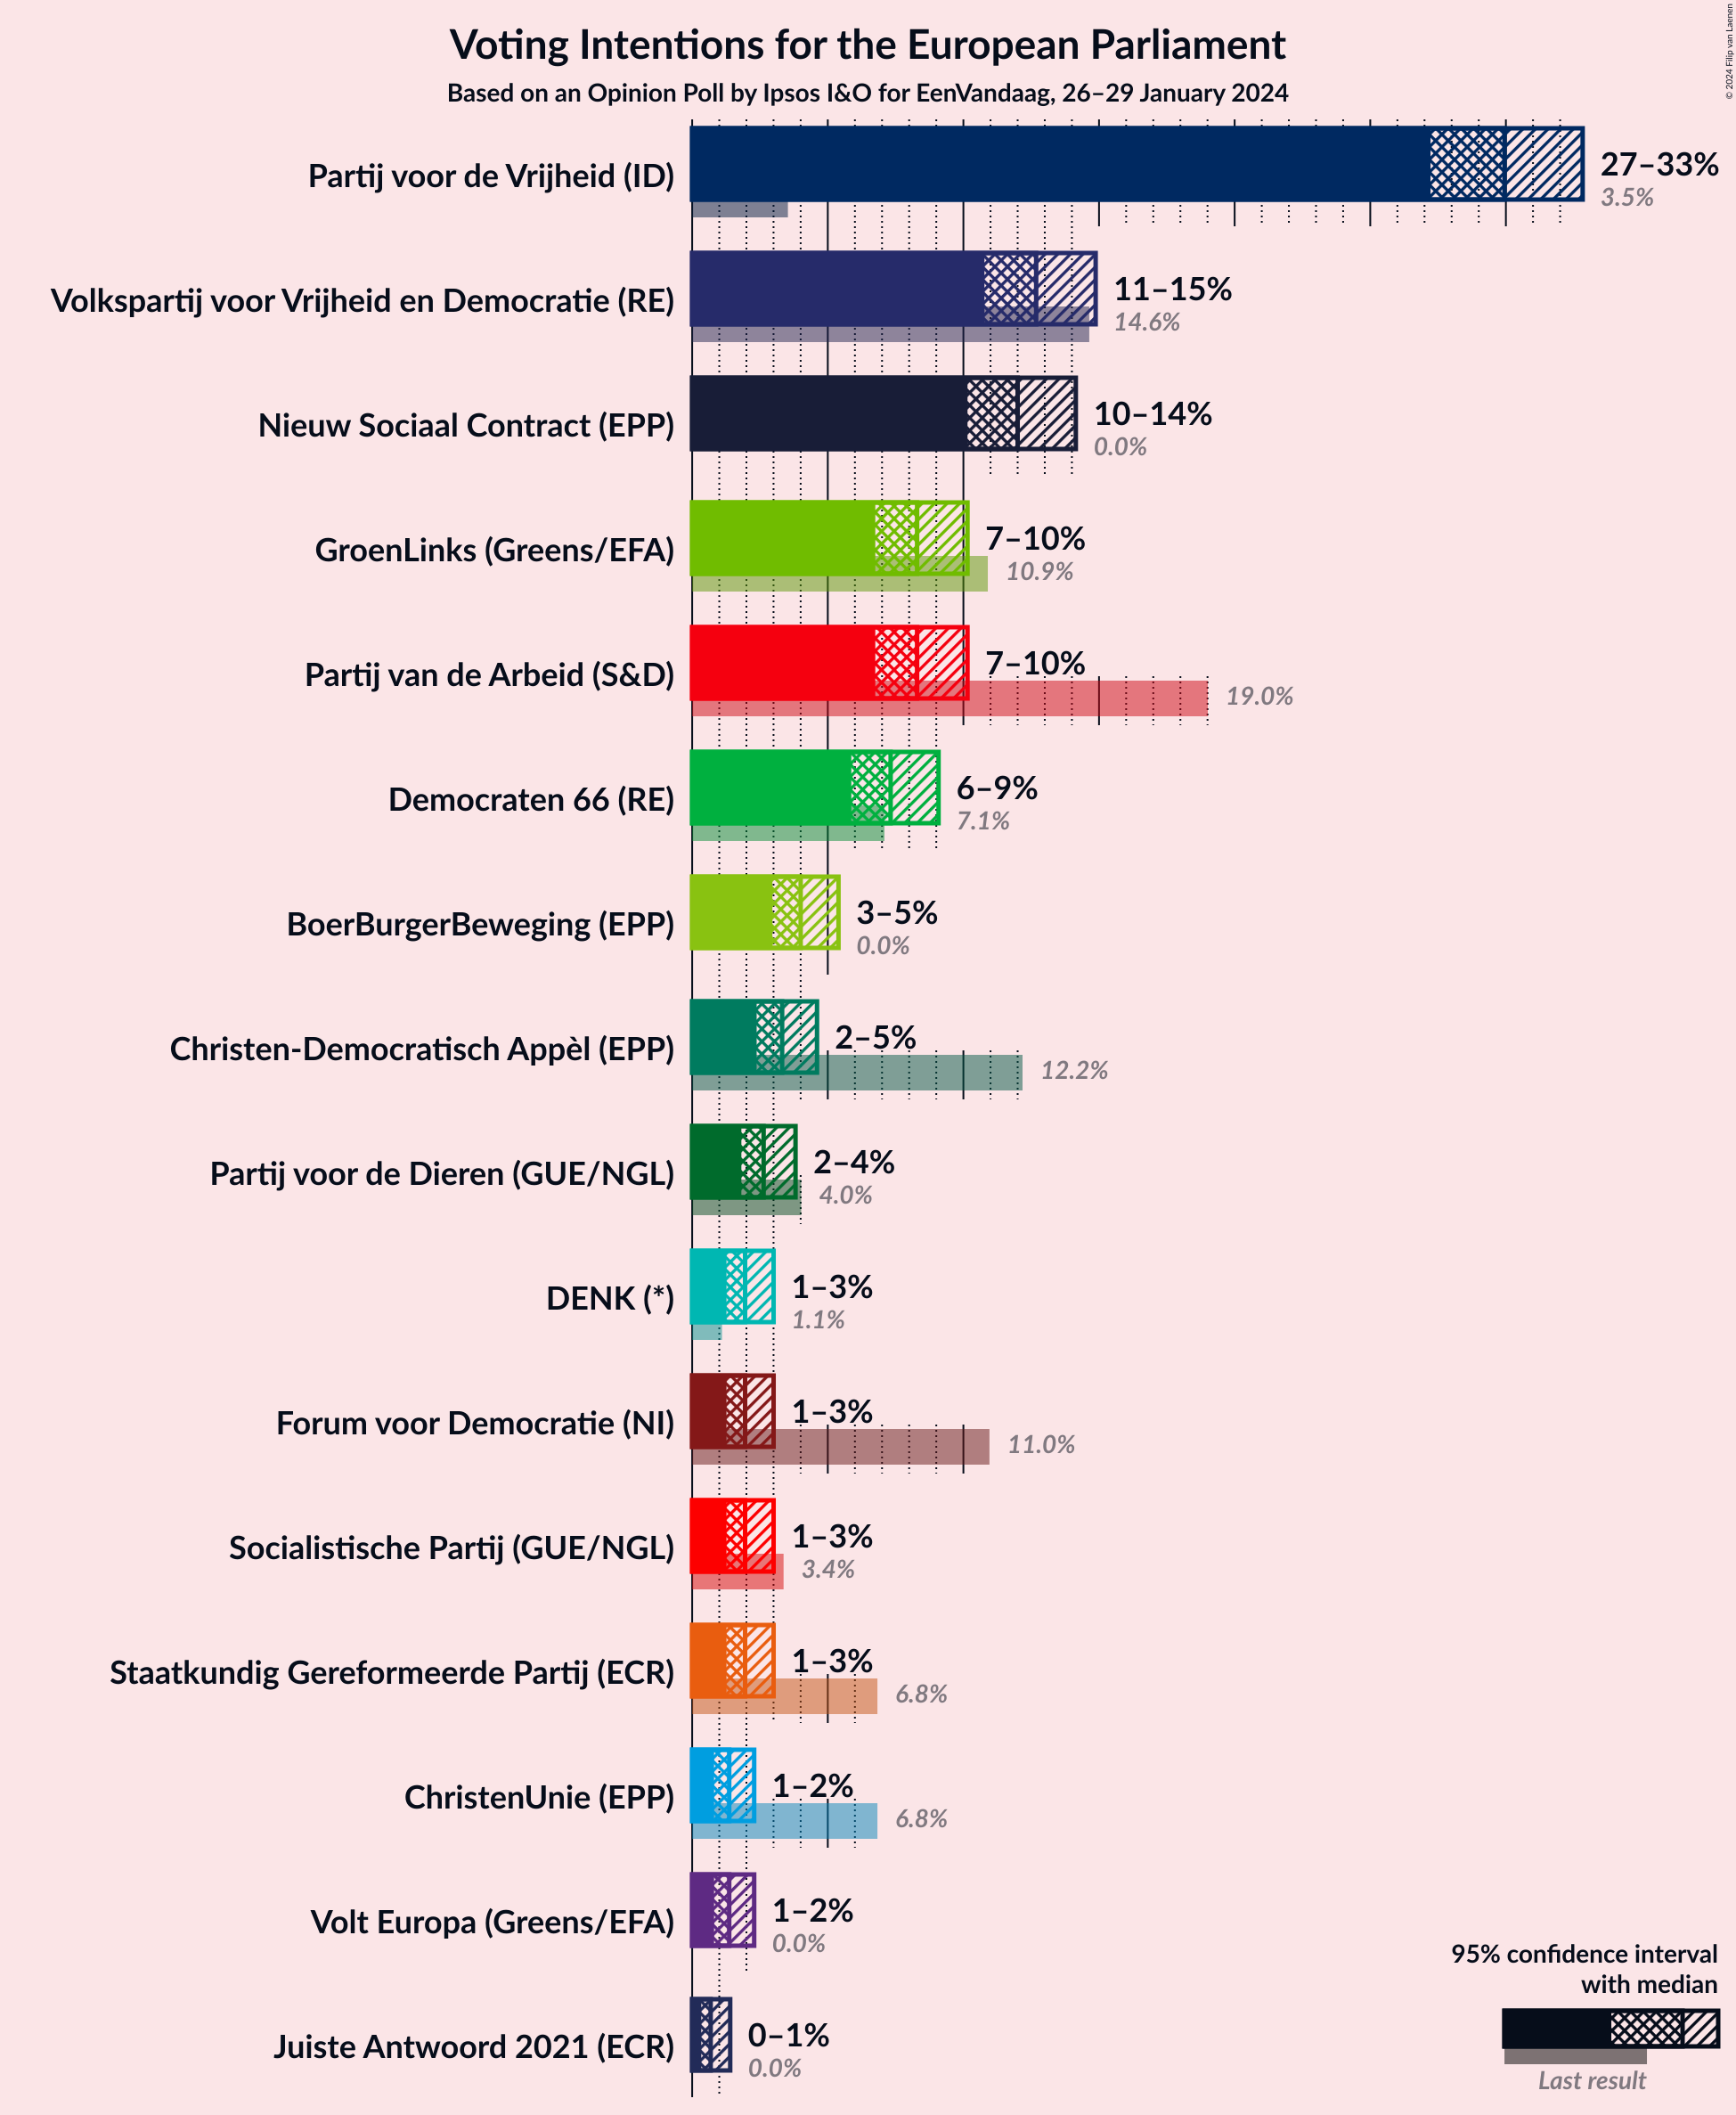 Voting Intentions for the European Parliament
Based on an Opinion Poll by Ipsos I&O for EenVandaag, 26–29 January 2024
© 2024 Filip van Laenen
Partij voor de Vrijheid (ID)
27–33%
3.5%
Volkspartij voor Vrijheid en Democratie (RE)
11–15%
14.6%
Nieuw Sociaal Contract (EPP)
10–14%
0.0%
GroenLinks (Greens/EFA)
7–10%
10.9%
Partij van de Arbeid (S&D)
7–10%
19.0%
Democraten 66 (RE)
6–9%
7.1%
BoerBurgerBeweging (EPP)
3–5%
0.0%
Christen-Democratisch Appèl (EPP)
2–5%
12.2%
Partij voor de Dieren (GUE/NGL)
2–4%
4.0%
DENK (*)
1–3%
1.1%
Forum voor Democratie (NI)
1–3%
11.0%
Socialistische Partij (GUE/NGL)
1–3%
3.4%
Staatkundig Gereformeerde Partij (ECR)
1–3%
6.8%
ChristenUnie (EPP)
1–2%
6.8%
Volt Europa (Greens/EFA)
1–2%
0.0%
Juiste Antwoord 2021 (ECR)
0–1%
0.0%
95% confidence interval
with median
Last result